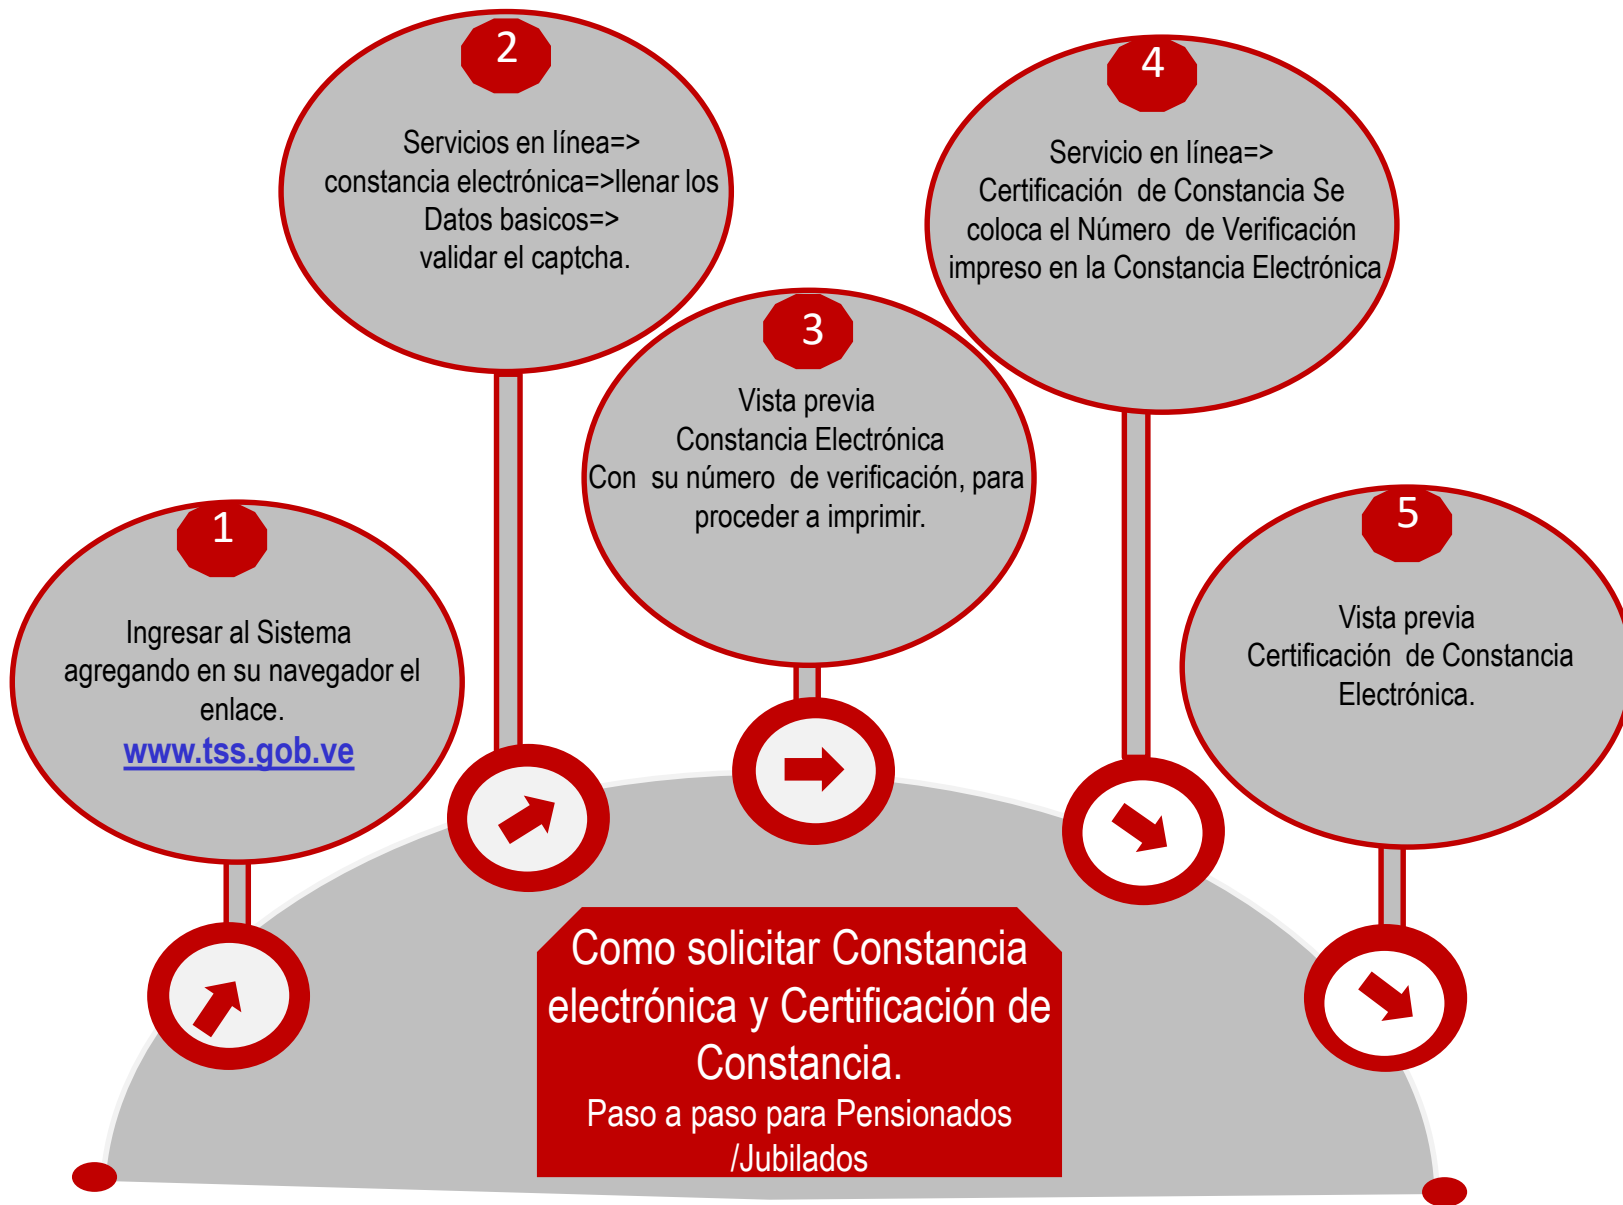 1
Ingresar al Sistema
agregando en su navegador el
enlace.
www.tss.gob.ve
2
Servicios en línea=>
constancia electrónica=>llenar los
Datos basicos=>
validar el captcha.
3
Vista previa
Constancia Electrónica
Con su número de verificación, para
proceder a imprimir.
4
Servicio en línea=>
Certificación de Constancia Se
coloca el Número de Verificación
impreso en la Constancia Electrónica
5
Vista previa
Certificación de Constancia
Electrónica.
Como solicitar Constancia
electrónica y Certificación de
Constancia.
Paso a paso para Pensionados
/Jubilados